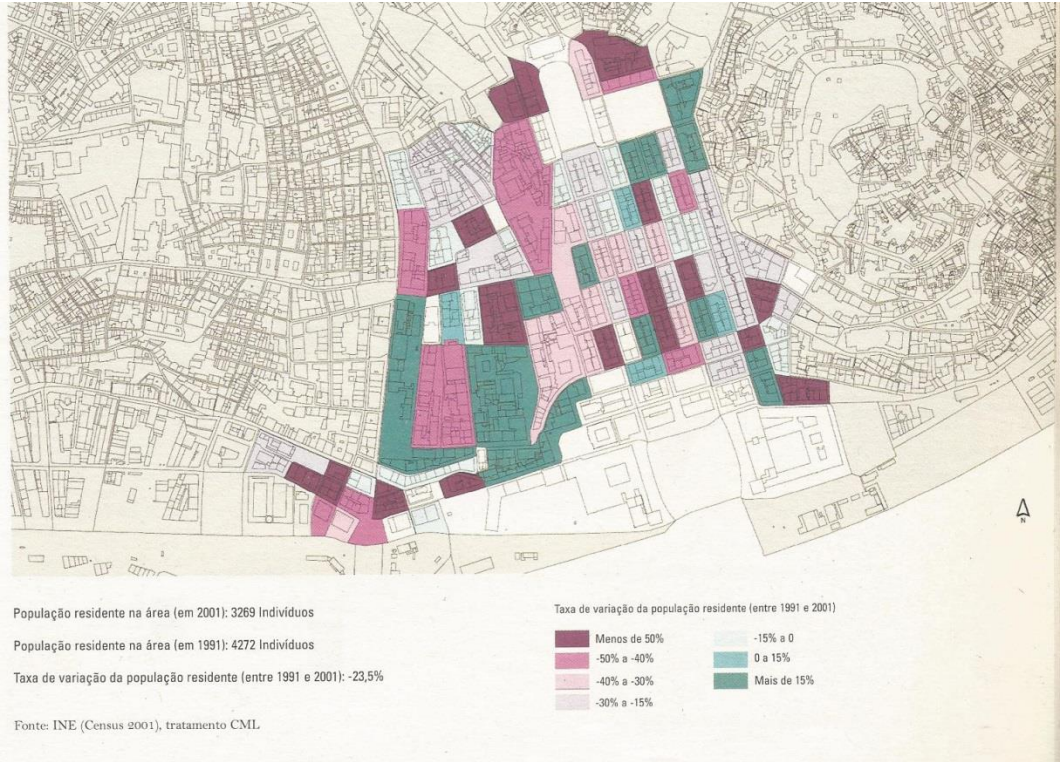 N
População residente na área (em 2001): 3269 Indivíduos
População residente na área (em 1991): 4272 Indivíduos
Taxa de variação da população residente (entre 1991 e 2001): -23,5%
Fonte: INE (Census 2001), tratamento CML
Taxa de variação da população residente (entre 1991 e 2001)
Menos de 50%
-50% a -40%
-40% a -30%
-30% a -15%
-15% a 0
0 a 15%
Mais de 15%